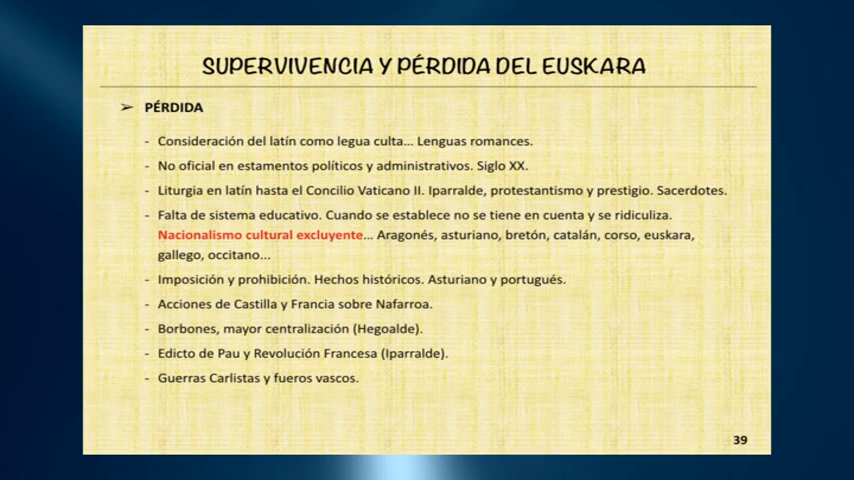 SUPERVIVENCIA Y PÉRDIDA DEL EUSKARA
➢ PÉRDIDA
- Consideración del latín como legua culta... Lenguas romances.
- No oficial en estamentos políticos y administrativos. Siglo XX.
- Liturgia en latín hasta el Concilio Vaticano II. Iparralde, protestantismo y prestigio. Sacerdotes.
- Falta de sistema educativo. Cuando se establece no se tiene en cuenta y se ridiculiza.
Nacionalismo cultural excluyente... Aragonés, asturiano, bretón, catalán, corso, euskara,
gallego, occitano...
- Imposición y prohibición. Hechos históricos. Asturiano y portugués.
- Acciones de Castilla y Francia sobre Nafarroa.
- Borbones, mayor centralización (Hegoalde).
- Edicto de Pau y Revolución Francesa (Iparralde).
- Guerras Carlistas y fueros vascos.
39